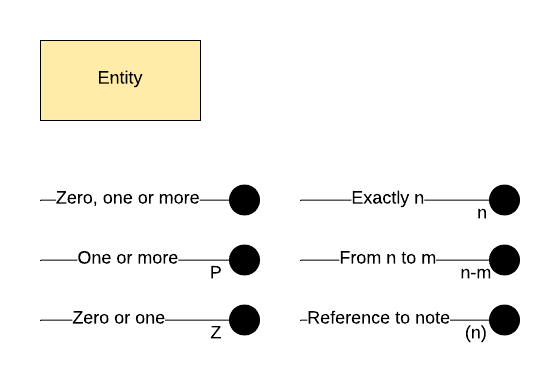 Entity
Zero, one or more
Exactly n
n
One or more
P
From n to m
n-m
Zero or one
Z
Reference to note
(n)